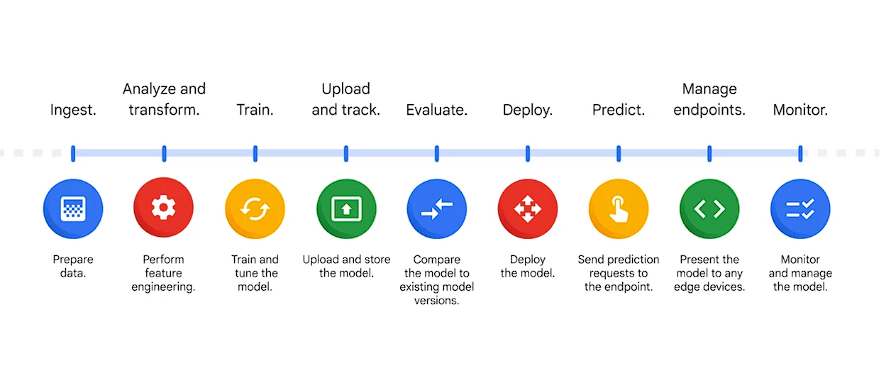 Ingest.
Analyze and
transform.
Train.
Upload
and track.
Evaluate.
Deploy.
Predict.
Manage
endpoints.
Monitor.
Prepare
data.
Perform
feature
engineering.
Train and
tune the
model.
Upload and store
the model.
Compare
the model to
existing model
versions.
Deploy
the model.
Send prediction
requests to
the endpoint.
Present the
model to any
edge devices.
Monitor
and manage
the model.